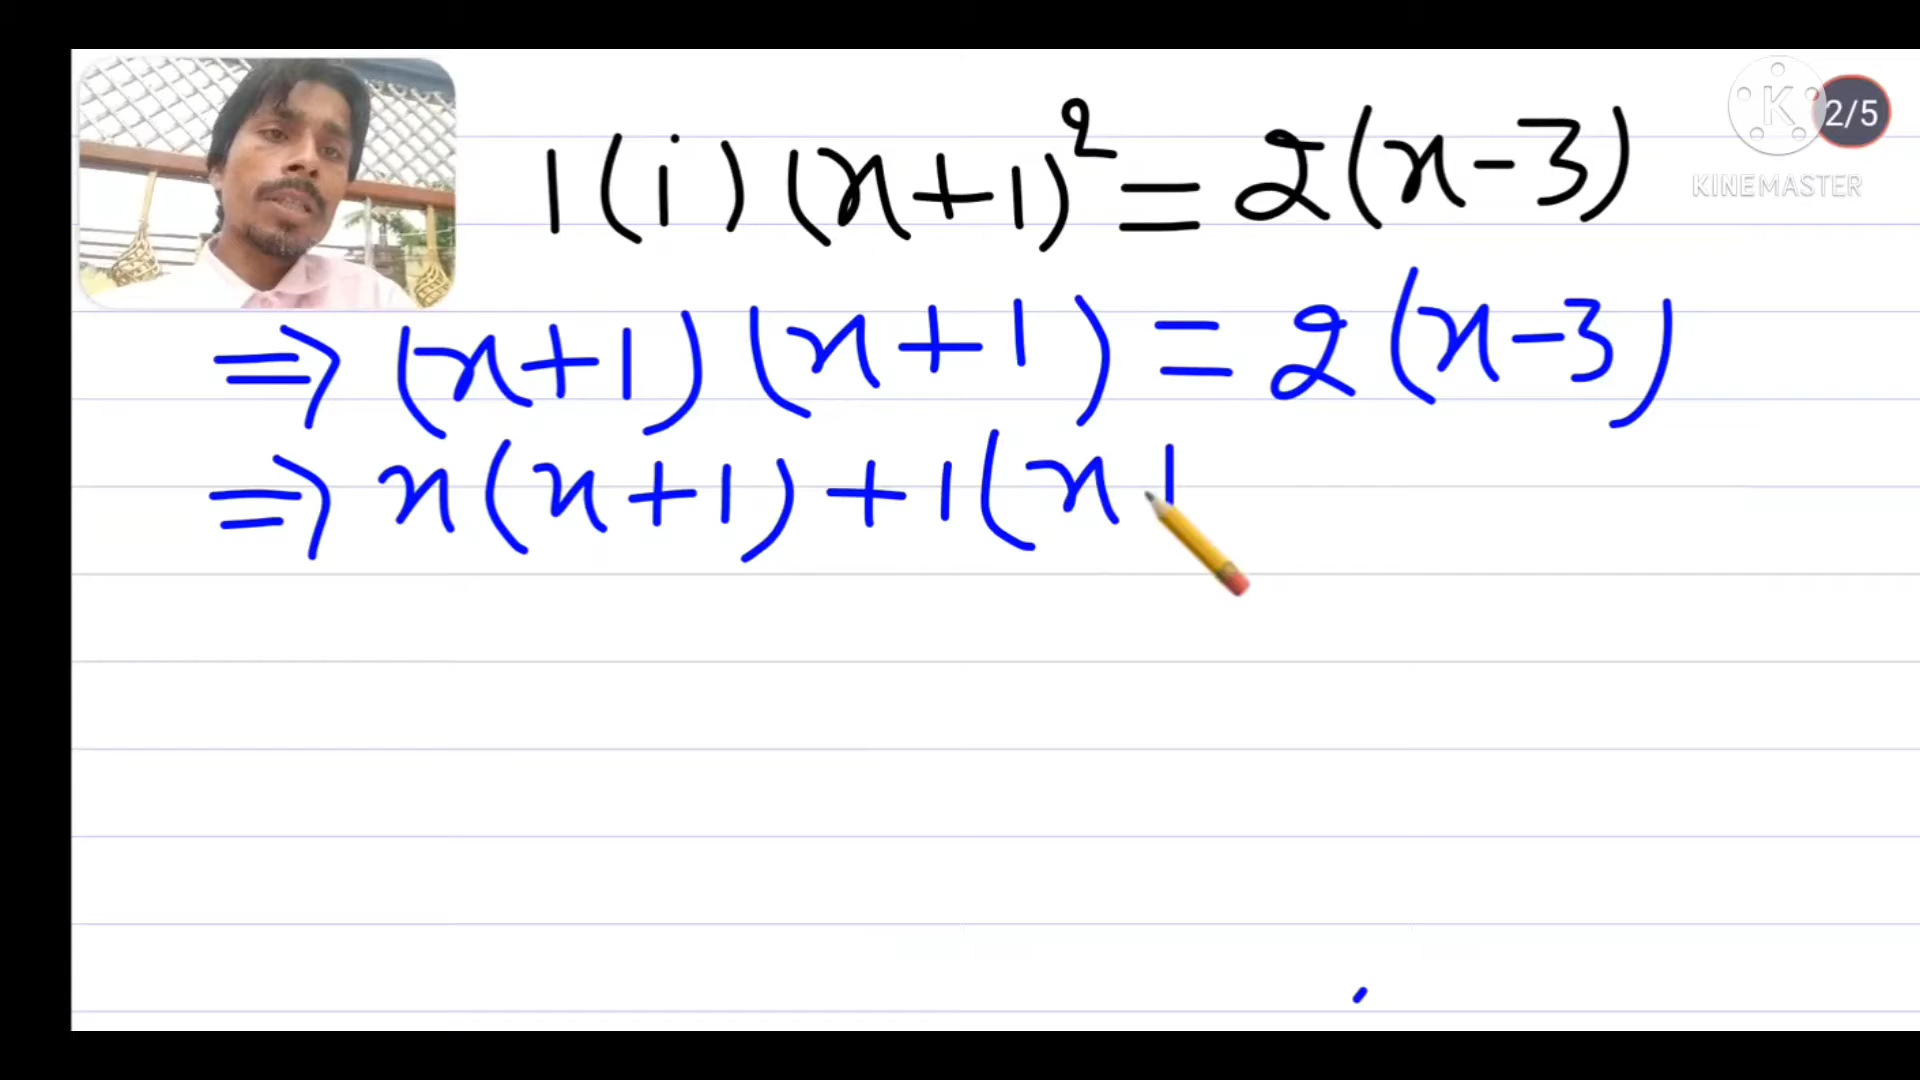 1(i) (x+1)² = 2(x-3)
2/5
K
KINEMASTER
⇒ (x+1)(x+1) = 2(x-3)
⇒ x(x+1)+1(x